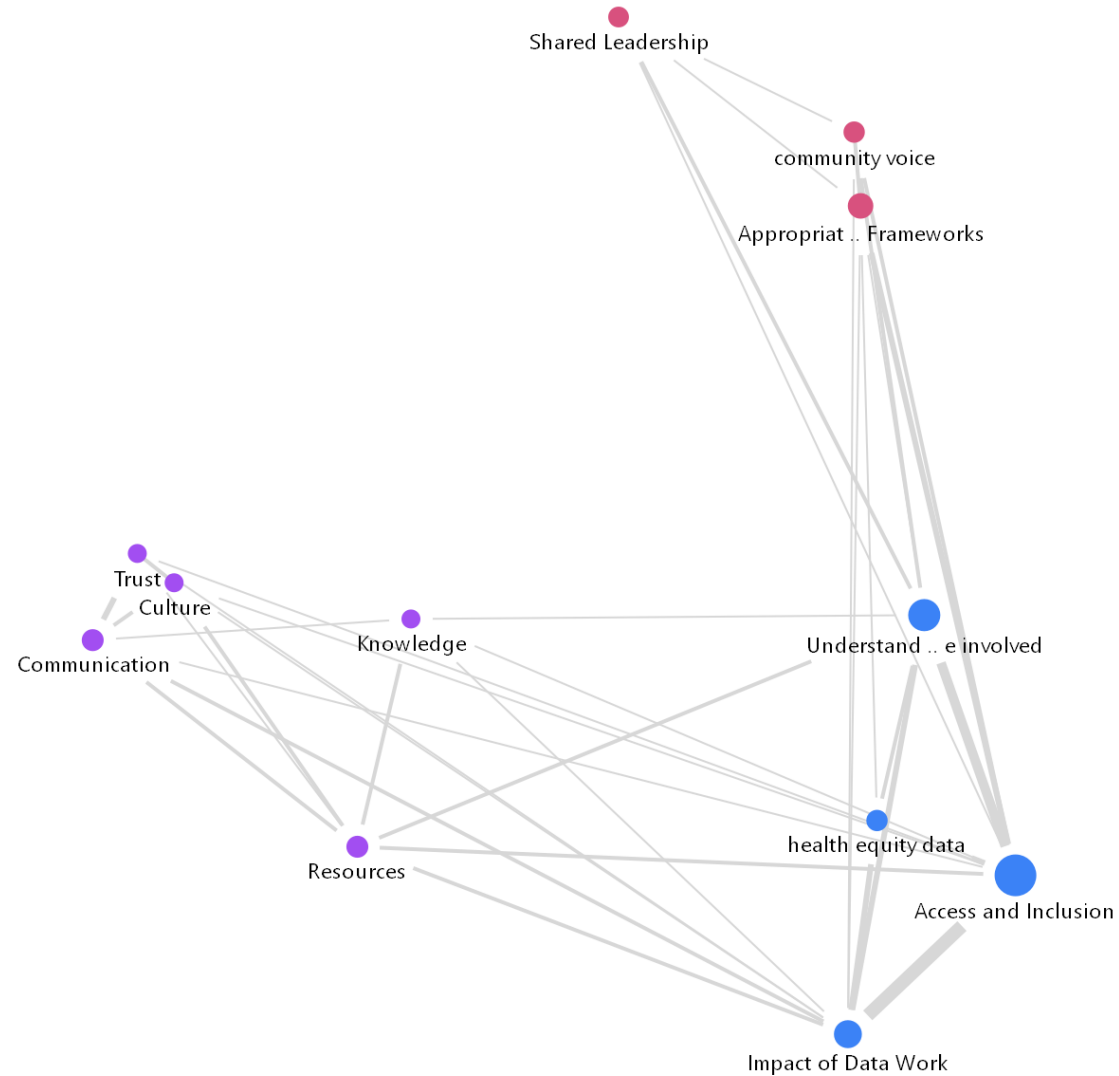 Shared Leadership
community voice
Appropriat .. Frameworks
Trust
Culture
Communication
Knowledge
Understand .. e involved
health equity data
Resources
Access and Inclusion
Impact of Data Work